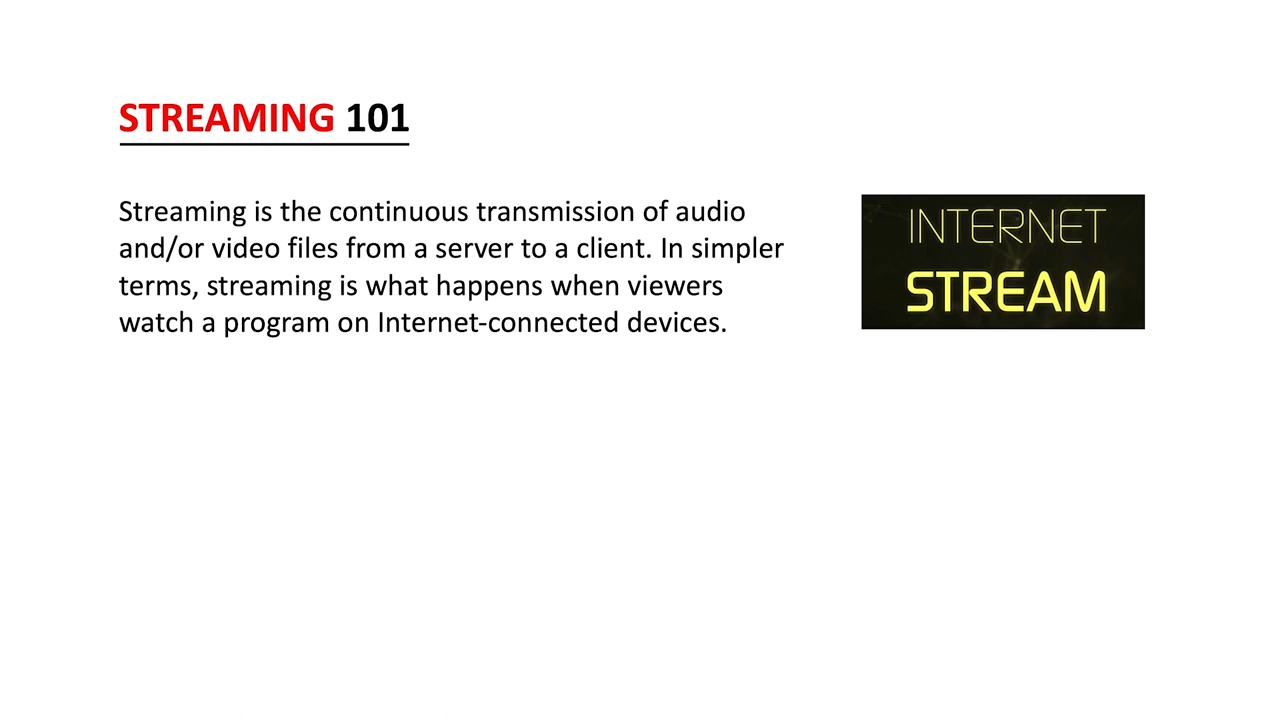 STREAMING 101
Streaming is the continuous transmission of audio
and/or video files from a server to a client. In simpler
terms, streaming is what happens when viewers
watch a program on Internet-connected devices.
INTERNET
STREAM